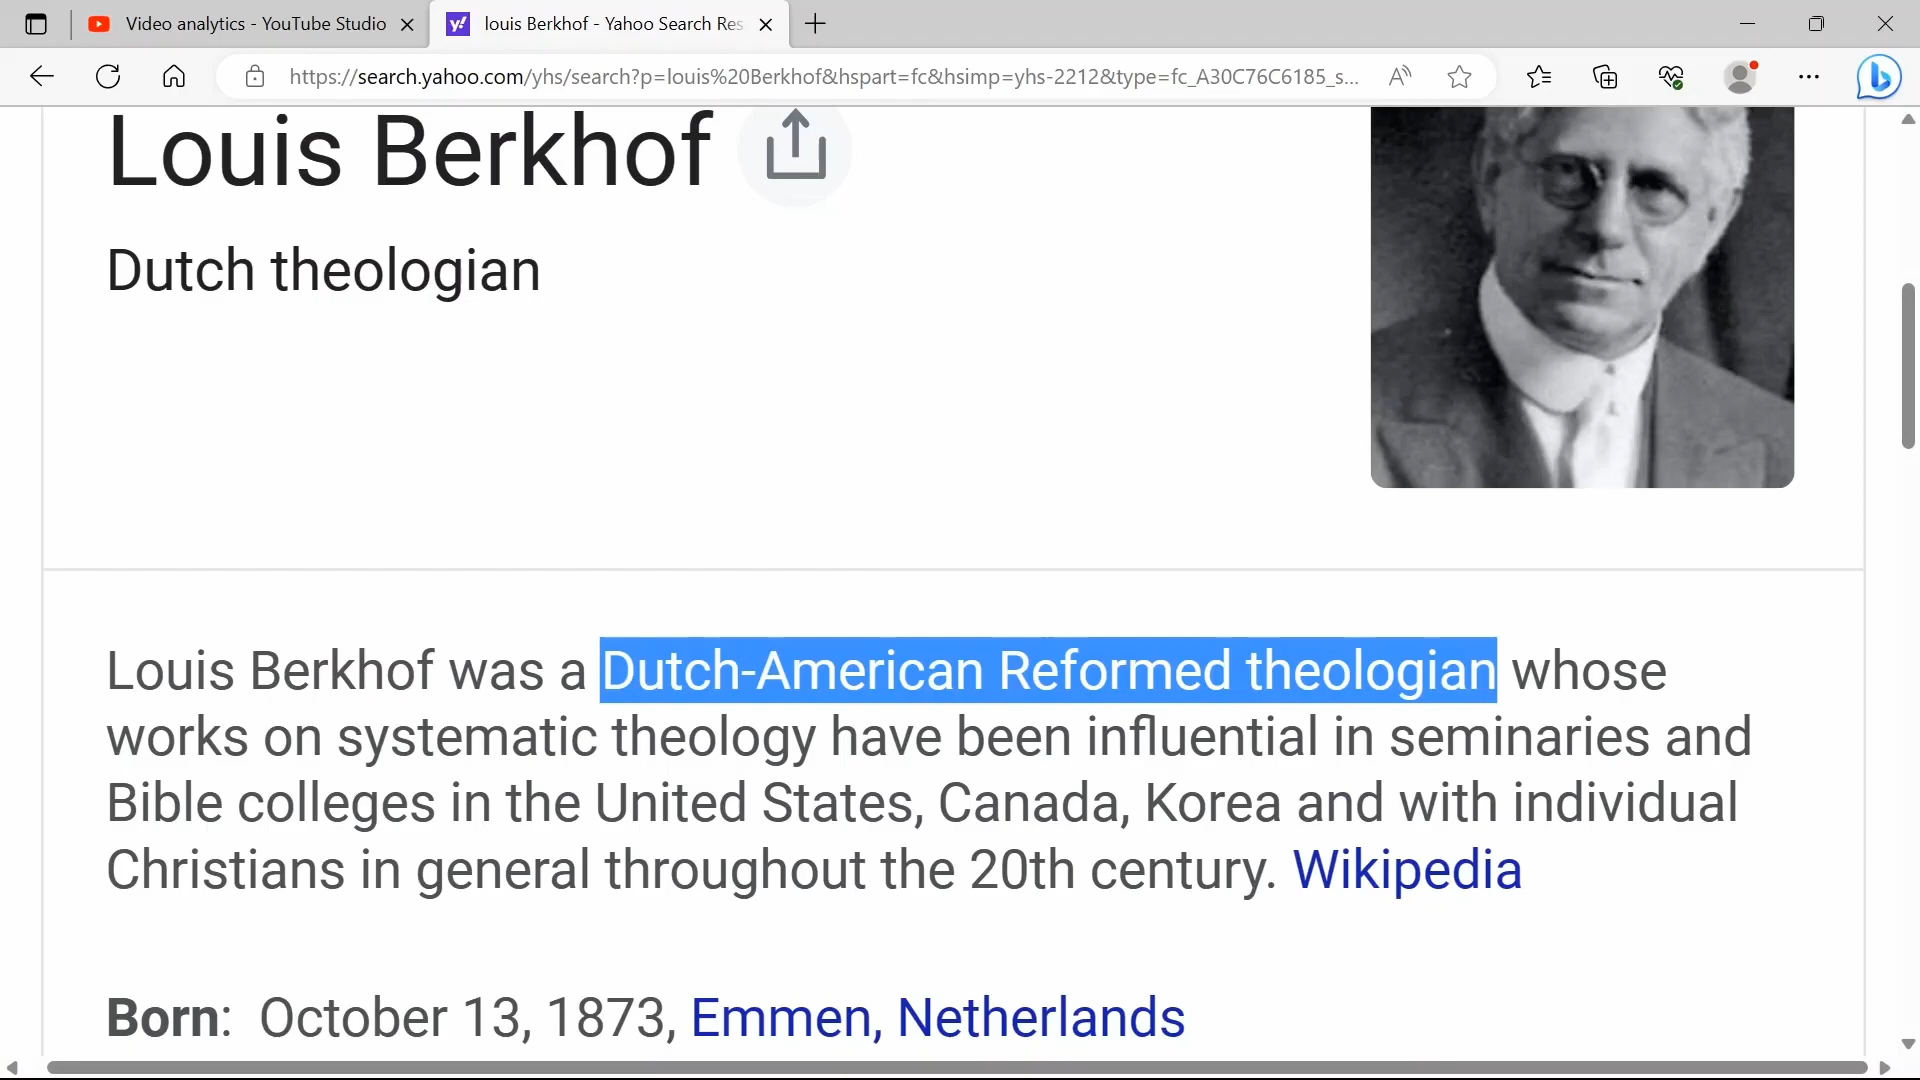 Video analytics - YouTube Studio
louis Berkhof - Yahoo Search Res
https://search.yahoo.com/yhs/search?p=louis%20Berkhof&hspart=fc&hsimp=yhs-2212&type=fc_A30C76C6185_s...
Louis Berkhof
Dutch theologian
Louis Berkhof was a Dutch-American Reformed theologian whose
works on systematic theology have been influential in seminaries and
Bible colleges in the United States, Canada, Korea and with individual
Christians in general throughout the 20th century. Wikipedia
Born: October 13, 1873, Emmen, Netherlands